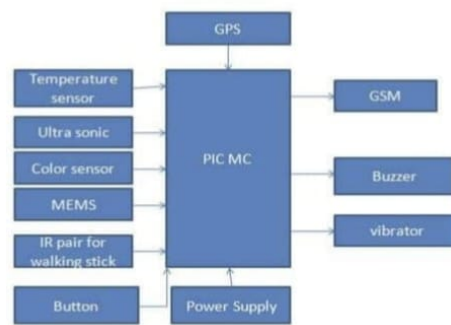 GPS
Temperature
sensor
Ultra sonic
Color sensor
MEMS
IR pair for
walking stick
Button
PIC MC
Power Supply
GSM
Buzzer
vibrator